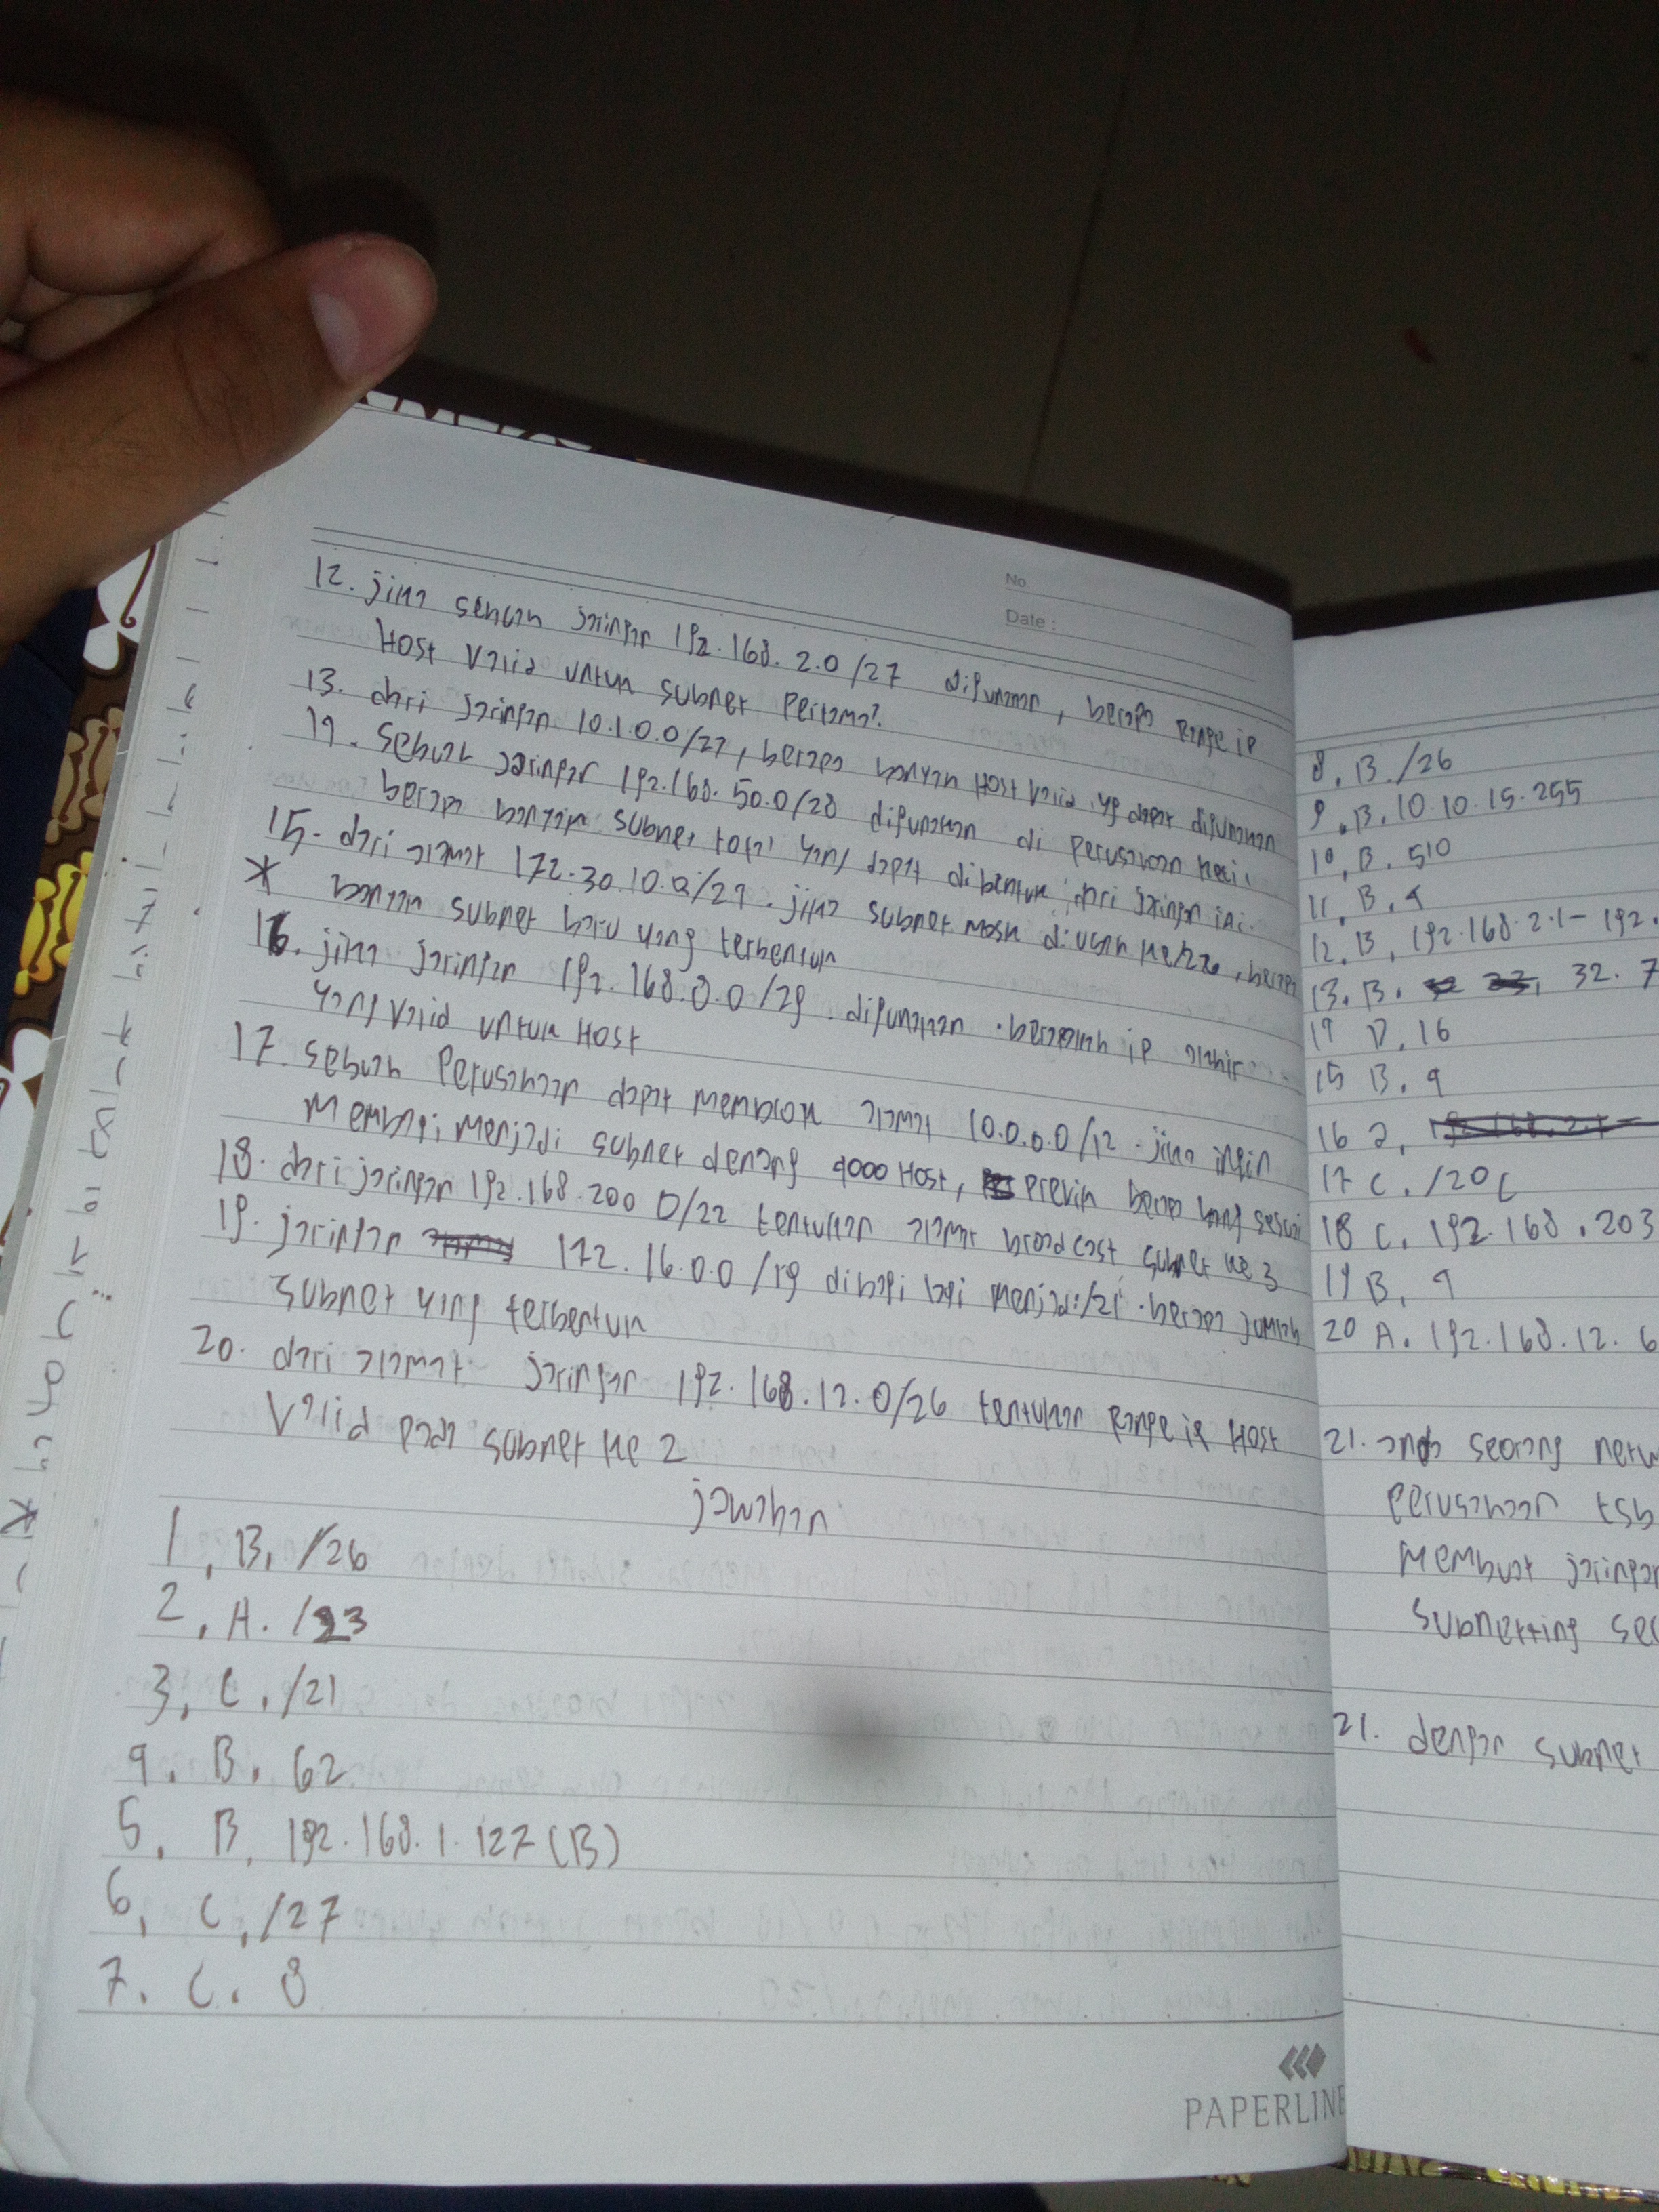 No
Date :
12. jika sebuah jaringan 192.168.2.0/27 digunakan, berapa Range ip
Host Valid untuk subnet Pertama?
13. dari jaringan 10.1.0.0/27, berapa banyak Host Valid yg dapat digunakan
14. Sebuah jaringan 192.168.50.0/28 digunakan di perusahaan kecil.
berapa banyak subnet total yang dapat dibentuk dari jaringan ini.
15. dari alamat 172.30.10.0/24. jika subnet mask diubah ke/26, berapa
* banyak subnet baru yang terbentuk
16. jika jaringan 192.168.8.0/29. digunakan. berapakah ip
yang valid untuk Host
17. sebuah Perusahaan dapat memblok alamat 10.0.0.0/12. jika ingin
Membagi Menjadi subnet dengang 4000 Host, Prefix berapa yang sesuai
18. dari jaringan 192.168.200 0/22 tentukan alamat broadcast subnet ke 3
19. jaringan 172.16.0.0/19 dibagi lagi menjadi/21. berapa jumlah
subnet yang terbentuk
20. dari alamat jaringan 192.168.12.0/26 tentukan Range ip Host
Valid pada subnet ke 2
jawaban
1, B, /26
2, A. /23
3, C, /21
4. B. 62
5, B, 192.168.1.127(B)
6, C, /27
7. C. 8
PAPERLINE
8, B. /26
9, B, 10.10.15.255
10, B. 510
11, B, 4
12, B, 192.168.2.1 - 192.
13. B. 32. 7
14 D, 16
15 B. 4
16 a,
17 C. /20 C
18 C. 192.168.203
19 B, 4
20 A. 192.168.12.6
21. anda seorang netw
Perusahaan tsb
Membuat jaringan
Subnetting sec
21. dengan subnet